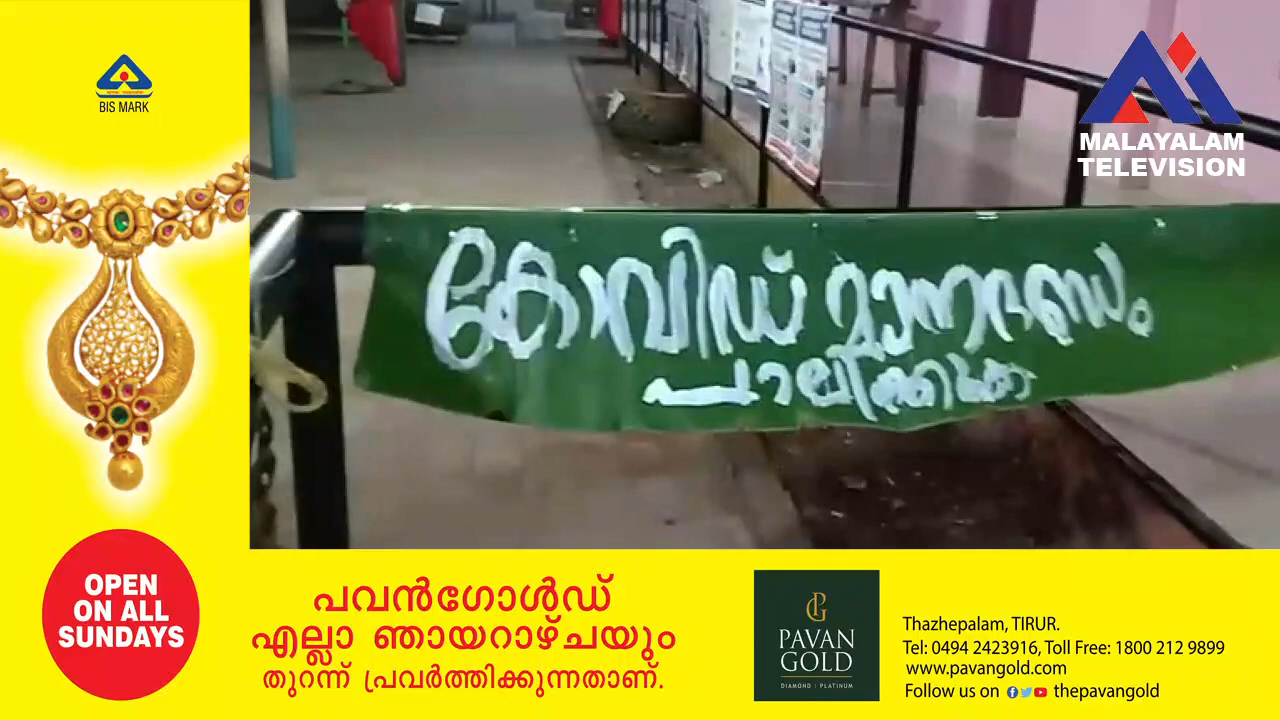 BIS MARK
MALAYALAM
TELEVISION
കോവിഡ് മാനദണ്ഡം
പാലിക്കുക
OPEN
ON ALL
SUNDAYS
പവൻഗോൾഡ്
എല്ലാ ഞായറാഴ്ചയും
തുറന്ന് പ്രവർത്തിക്കുന്നതാണ്.
PG
PAVAN
GOLD
DIAMOND | PLATINUM
Thazhepalam, TIRUR.
Tel: 0494 2423916, Toll Free: 1800 212 9899
www.pavangold.com
Follow us on thepavangold